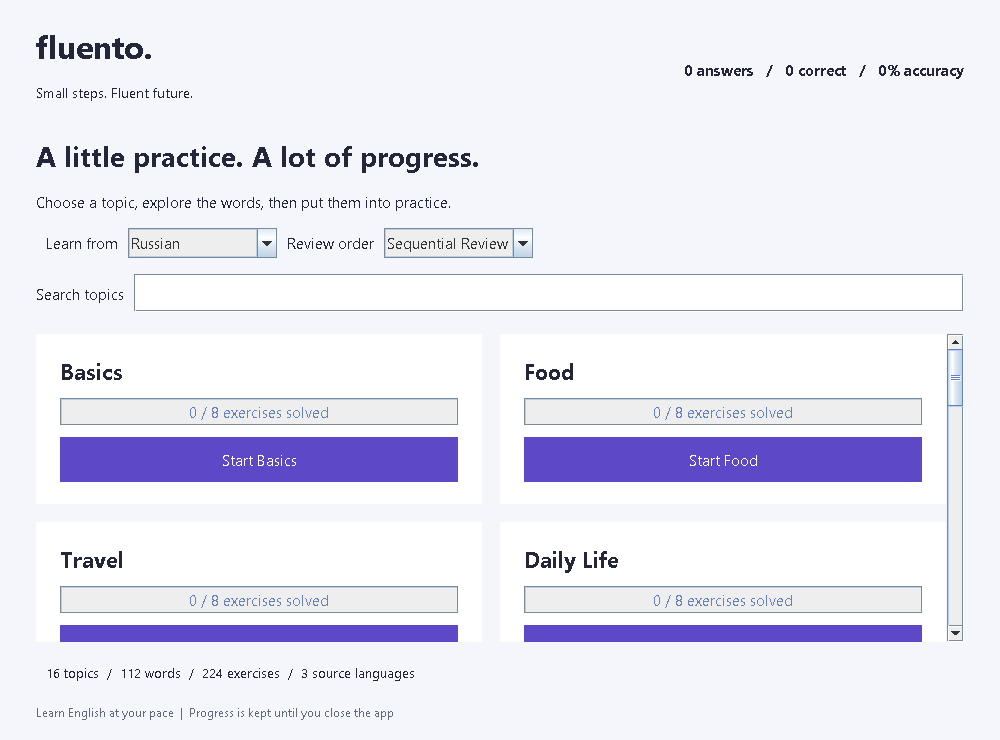 fluento.
0 answers / 0 correct / 0% accuracy
Small steps. Fluent future.
A little practice. A lot of progress.
Choose a topic, explore the words, then put them into practice.
Learn from Russian Review order Sequential Review
Search topics
Basics
0 / 8 exercises solved
Start Basics
Food
0 / 8 exercises solved
Start Food
Travel
0 / 8 exercises solved
Daily Life
0 / 8 exercises solved
16 topics / 112 words / 224 exercises / 3 source languages
Learn English at your pace | Progress is kept until you close the app